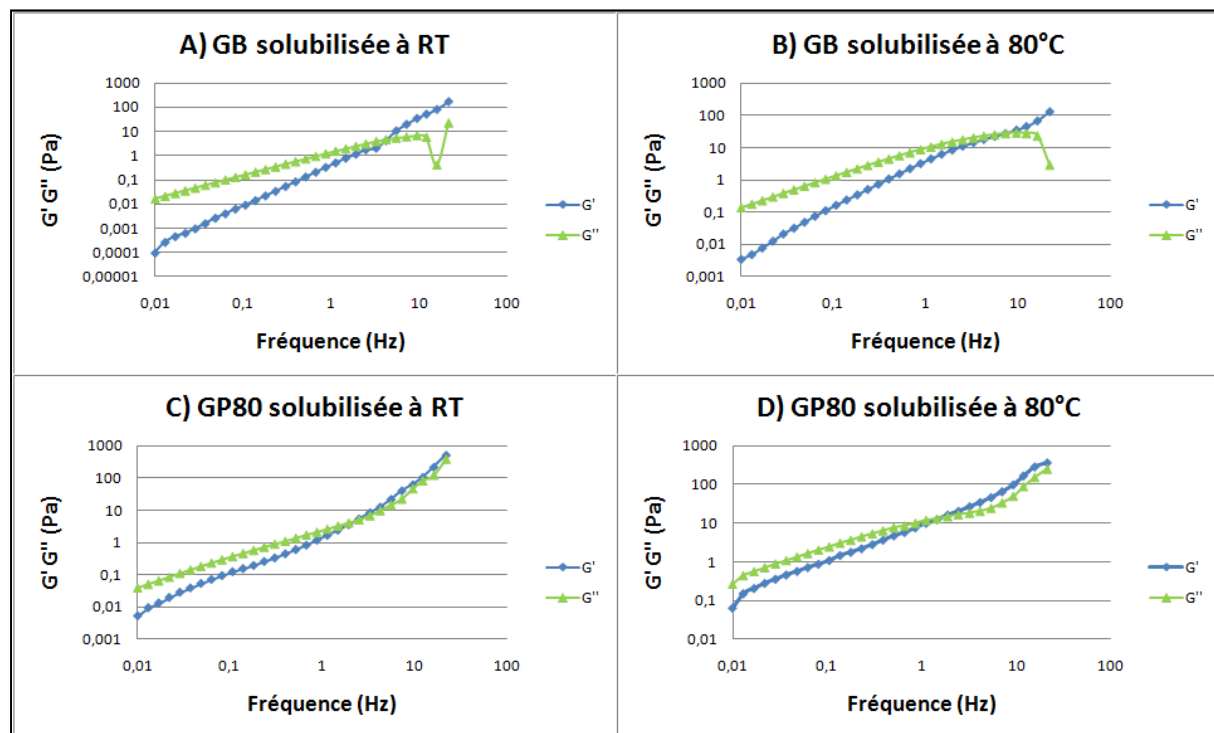 A) GB solubilisée à RT
1000
100
10
1
0,1
0,01
0,001
0,0001
0,00001
G' G'' (Pa)
0,01 0,1 1 10 100
Fréquence (Hz)
G'
G''
B) GB solubilisée à 80°C
1000
100
10
1
0,1
0,01
0,001
G' G'' (Pa)
0,01 0,1 1 10 100
Fréquence (Hz)
G'
G''
C) GP80 solubilisée à RT
1000
100
10
1
0,1
0,01
0,001
G' G'' (Pa)
0,01 0,1 1 10 100
Fréquence (Hz)
G'
G''
D) GP80 solubilisée à 80°C
1000
100
10
1
0,1
0,01
G' G'' (Pa)
0,01 0,1 1 10 100
Fréquence (Hz)
G'
G''